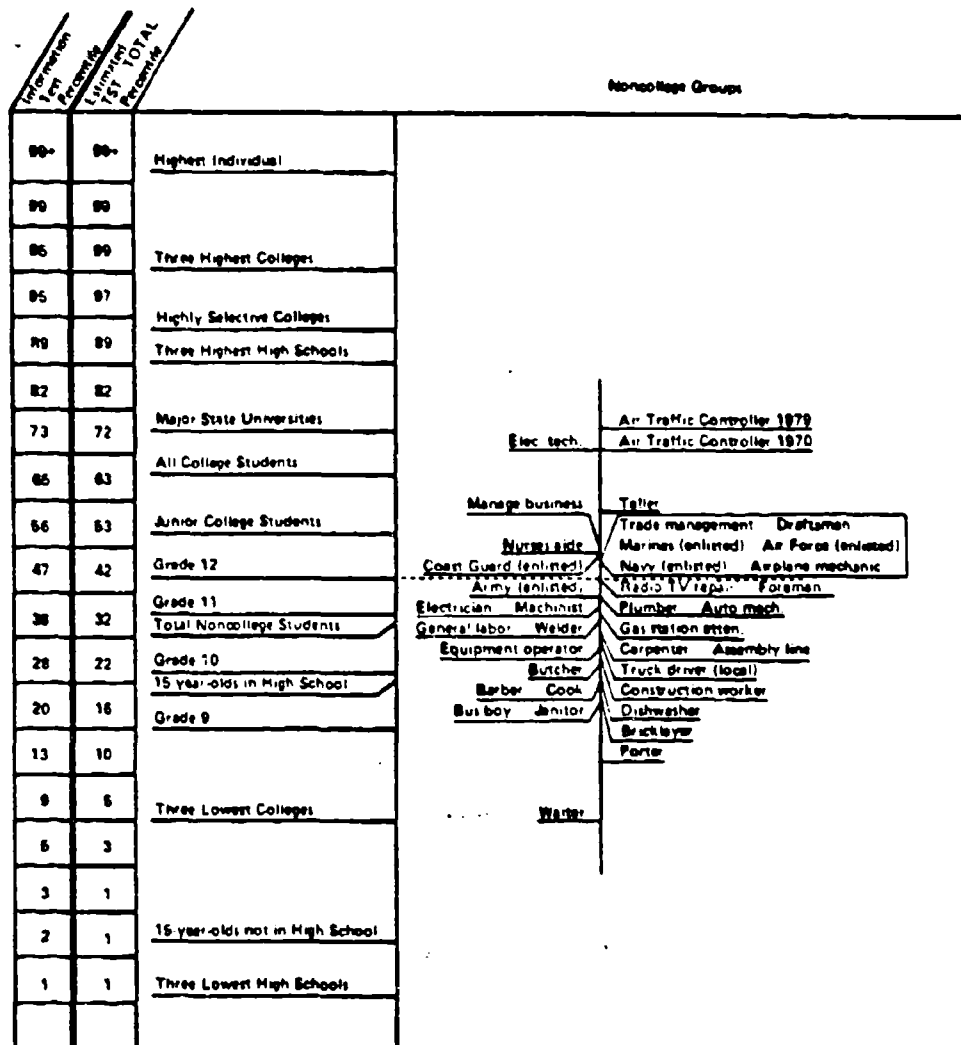 Information
Test
Percentile
Estimated
TST TOTAL
Percentile
Noncollege Groups
99+ 99+
Highest Individual
99 99
96 99
Three Highest Colleges
95 97
Highly Selective Colleges
89 89
Three Highest High Schools
82 82
Major State Universities
73 72
Air Traffic Controller 1979
Elec. tech. Air Traffic Controller 1970
All College Students
65 63
Manage business Teller
56 53
Junior College Students
Trade management Draftsman
Nurses aide Marines (enlisted) Air Force (enlisted)
47 42
Grade 12
Coast Guard (enlisted) Navy (enlisted) Airplane mechanic
Army (enlisted) Radio TV repair Foreman
Grade 11
Electrician Machinist Plumber Auto mech.
38 32
Total Noncollege Students
General labor Welder Gas station atten.
Equipment operator Carpenter Assembly line
28 22
Grade 10
Butcher Truck driver (local)
15 year-olds in High School
Barber Cook Construction worker
20 16
Grade 9
Bus boy Janitor Dishwasher
Bricklayer
13 10
Porter
9 6
Three Lowest Colleges
Waiter
5 3
3 1
2 1
15-year-olds not in High School
1 1
Three Lowest High Schools